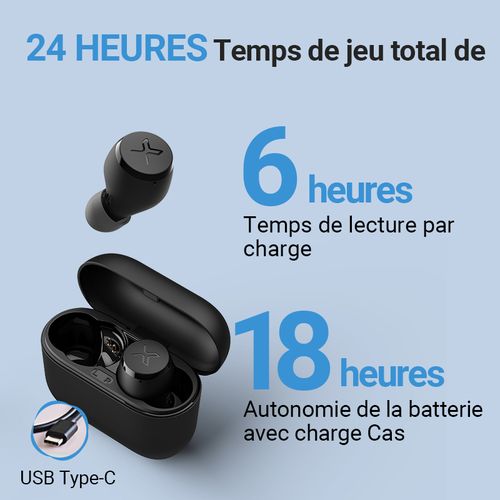 24 HEURES Temps de jeu total de
6 heures
Temps de lecture par
charge
18 heures
Autonomie de la batterie
avec charge Cas
USB Type-C